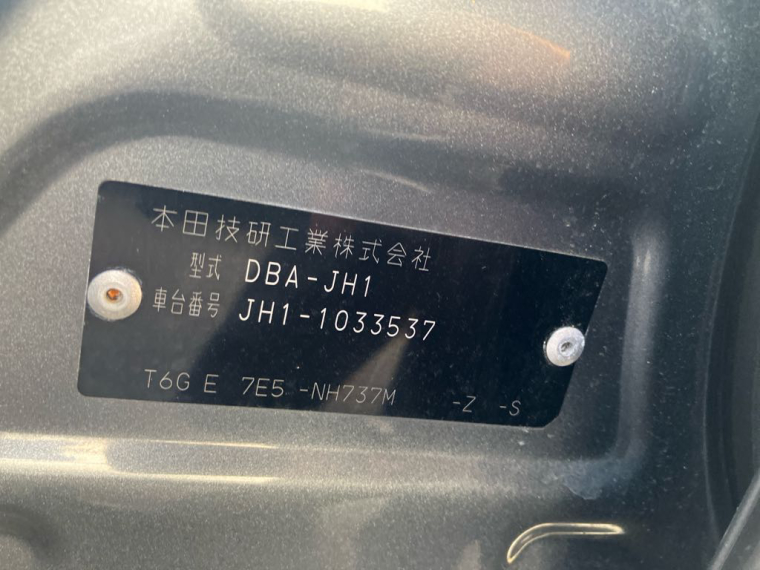 本田技研工業株式会社
型式 DBA-JH1
車台番号 JH1-1033537
T6G E 7E5 -NH737M -Z -S